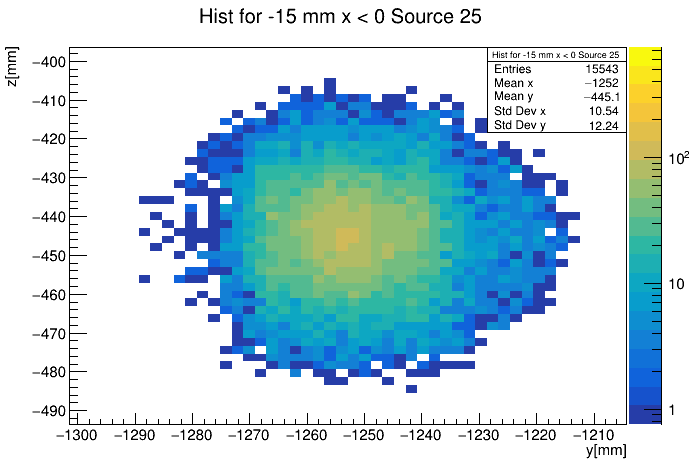 Hist for -15 mm x < 0 Source 25
z[mm]
−400
−410
−420
−430
−440
−450
−460
−470
−480
−490
Hist for -15 mm x < 0 Source 25
Entries 15543
Mean x −1252
Mean y −445.1
Std Dev x 10.54
Std Dev y 12.24
10²
10
1
−1300 −1290 −1280 −1270 −1260 −1250 −1240 −1230 −1220 −1210
y[mm]